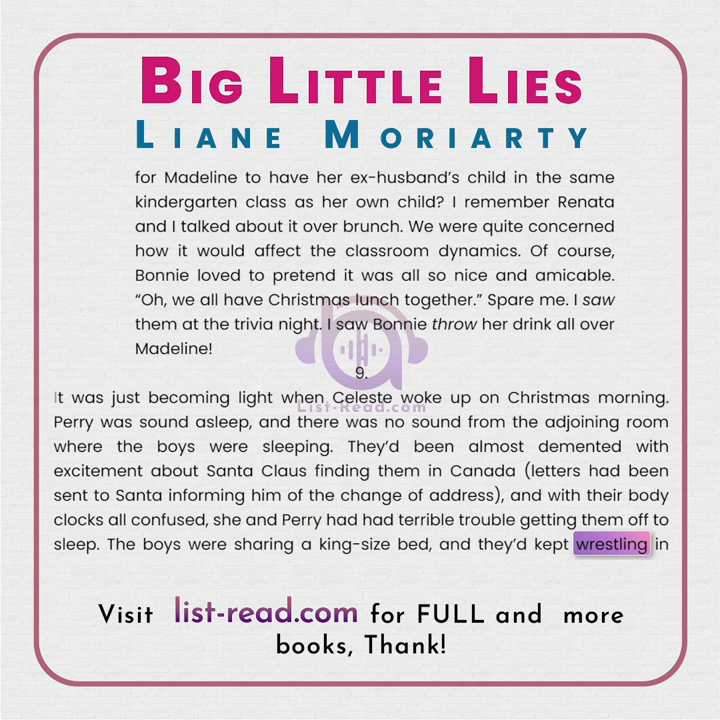 BIG LITTLE LIES
LIANE MORIARTY
for Madeline to have her ex-husband’s child in the same
kindergarten class as her own child? I remember Renata
and I talked about it over brunch. We were quite concerned
how it would affect the classroom dynamics. Of course,
Bonnie loved to pretend it was all so nice and amicable.
“Oh, we all have Christmas lunch together.” Spare me. I saw
them at the trivia night. I saw Bonnie throw her drink all over
Madeline!
9.
It was just becoming light when Celeste woke up on Christmas morning.
List-Read.com
Perry was sound asleep, and there was no sound from the adjoining room
where the boys were sleeping. They’d been almost demented with
excitement about Santa Claus finding them in Canada (letters had been
sent to Santa informing him of the change of address), and with their body
clocks all confused, she and Perry had had terrible trouble getting them off to
sleep. The boys were sharing a king-size bed, and they’d kept wrestling in
Visit list-read.com for FULL and more
books, Thank!